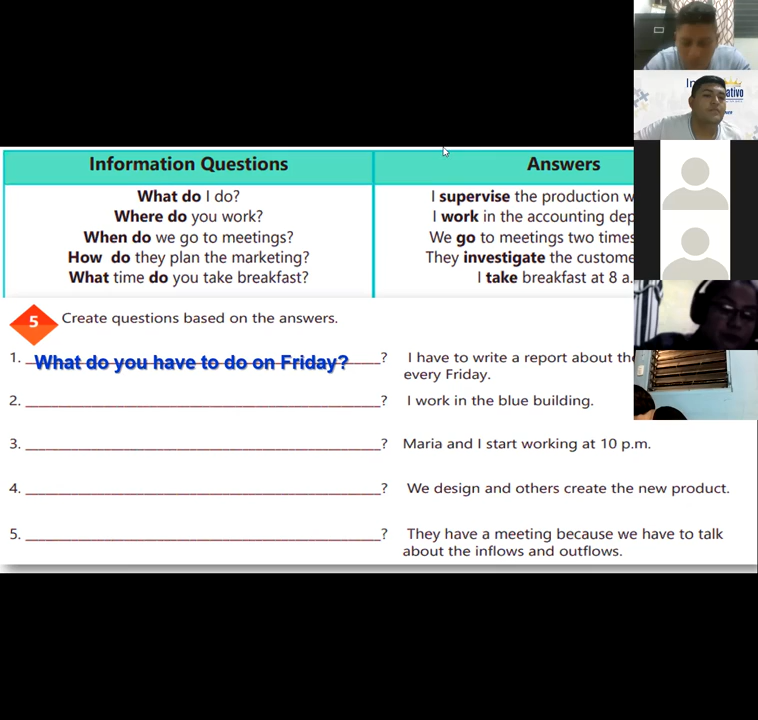 Information Questions
Answers
What do I do?
I supervise the production
Where do you work?
I work in the accounting
When do we go to meetings?
We go to meetings two times
How do they plan the marketing?
They investigate the
What time do you take breakfast?
I take breakfast at 8 a.
5 Create questions based on the answers.
1. What do you have to do on Friday? ? I have to write a report about
every Friday.
2. ? I work in the blue building.
3. ? Maria and I start working at 10 p.m.
4. ? We design and others create the new product.
5. ? They have a meeting because we have to talk
about the inflows and outflows.